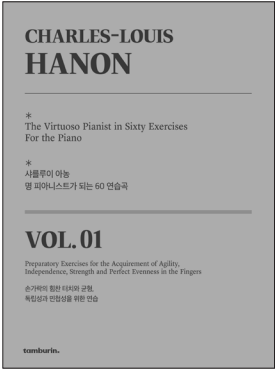 CHARLES-LOUIS
HANON
*
The Virtuoso Pianist in Sixty Exercises
For the Piano
*
샤를루이 아농
명 피아니스트가 되는 60 연습곡
VOL. 01
Preparatory Exercises for the Acquirement of Agility,
Independence, Strength and Perfect Evenness in the Fingers
손가락의 힘찬 터치와 균형,
독립성과 민첩성을 위한 연습
tamburin.